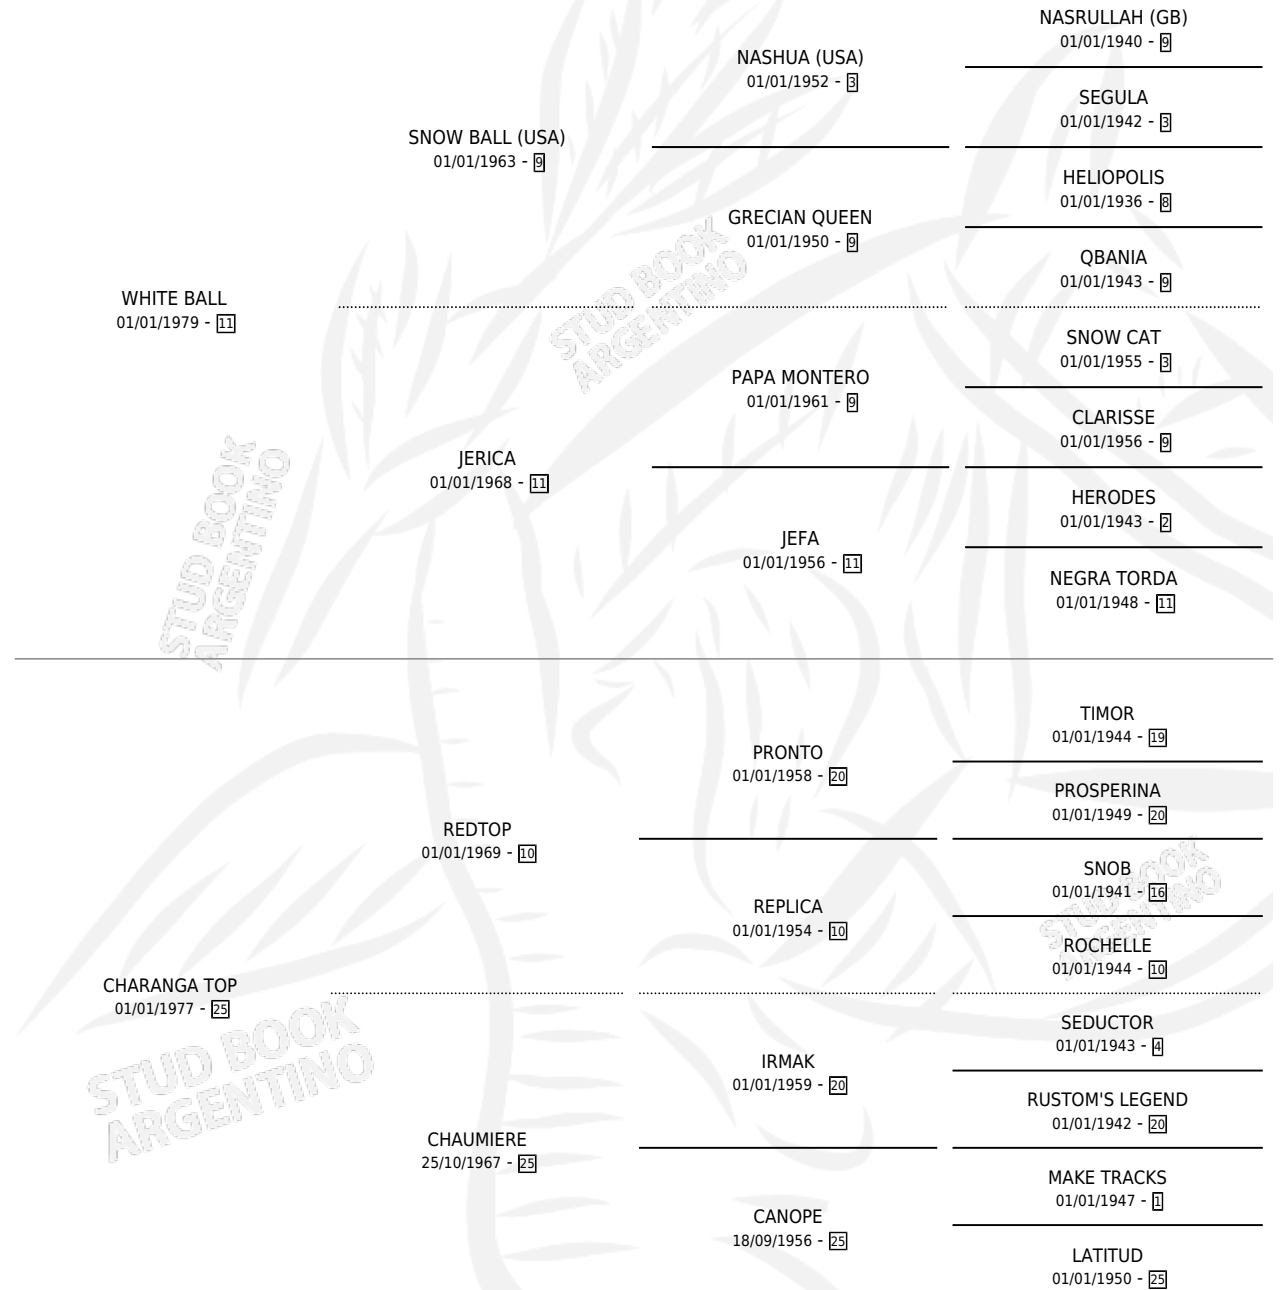 NASRULLAH (GB)
01/01/1940 - 9
NASHUA (USA)
01/01/1952 - 3
SEGULA
01/01/1942 - 3
SNOW BALL (USA)
01/01/1963 - 9
HELIOPOLIS
01/01/1936 - 8
GRECIAN QUEEN
01/01/1950 - 9
QBANIA
01/01/1943 - 9
WHITE BALL
01/01/1979 - 11
STUD BOOK
ARGENTINO
SNOW CAT
01/01/1955 - 3
PAPA MONTERO
01/01/1961 - 9
CLARISSE
01/01/1956 - 9
JERICA
01/01/1968 - 11
HERODES
01/01/1943 - 2
JEFA
01/01/1956 - 11
NEGRA TORDA
01/01/1948 - 11
STUD BOOK
ARGENTINO
TIMOR
01/01/1944 - 19
PRONTO
01/01/1958 - 20
PROSPERINA
01/01/1949 - 20
REDTOP
01/01/1969 - 10
SNOB
01/01/1941 - 16
REPLICA
01/01/1954 - 10
ROCHELLE
01/01/1944 - 10
STUD BOOK
ARGENTINO
CHARANGA TOP
01/01/1977 - 25
SEDUCTOR
01/01/1943 - 4
IRMAK
01/01/1959 - 20
RUSTOM'S LEGEND
01/01/1942 - 20
STUD BOOK
ARGENTINO
CHAUMIERE
25/10/1967 - 25
MAKE TRACKS
01/01/1947 - 1
CANOPE
18/09/1956 - 25
LATITUD
01/01/1950 - 25